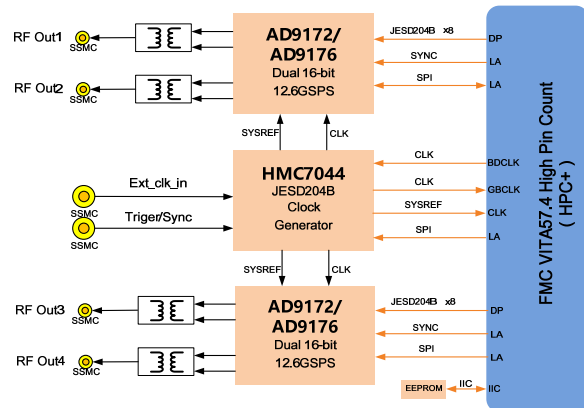 RF Out1
SSMC
RF Out2
SSMC
AD9172/
AD9176
Dual 16-bit
12.6GSPS
JESD204B x8
DP
SYNC
LA
SPI
LA
SYSREF
CLK
Ext_clk_in
Triger/Sync
SSMC
HMC7044
JESD204B
Clock
Generator
CLK
BDCLK
CLK
GBCLK
SYSREF
CLK
SPI
LA
SYSREF
CLK
RF Out3
SSMC
RF Out4
SSMC
AD9172/
AD9176
Dual 16-bit
12.6GSPS
JESD204B x8
DP
SYNC
LA
SPI
LA
EEPROM
IIC
IIC
FMC VITA57.4 High Pin Count
( HPC+ )